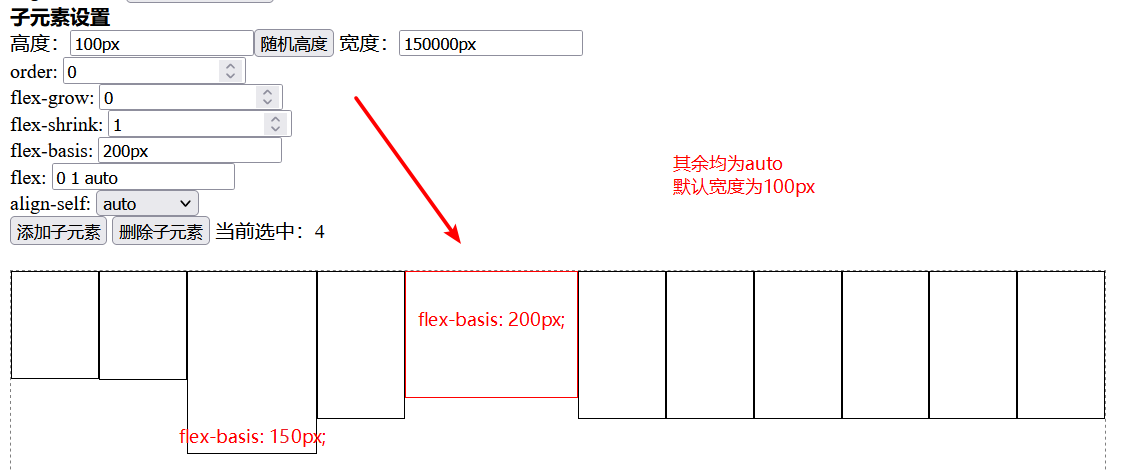 子元素设置
高度： 100px 随机高度 宽度： 150000px
order: 0
flex-grow: 0
flex-shrink: 1
flex-basis: 200px
flex: 0 1 auto
align-self: auto
添加子元素 删除子元素 当前选中：4
其余均为auto
默认宽度为100px
flex-basis: 200px;
flex-basis: 150px;